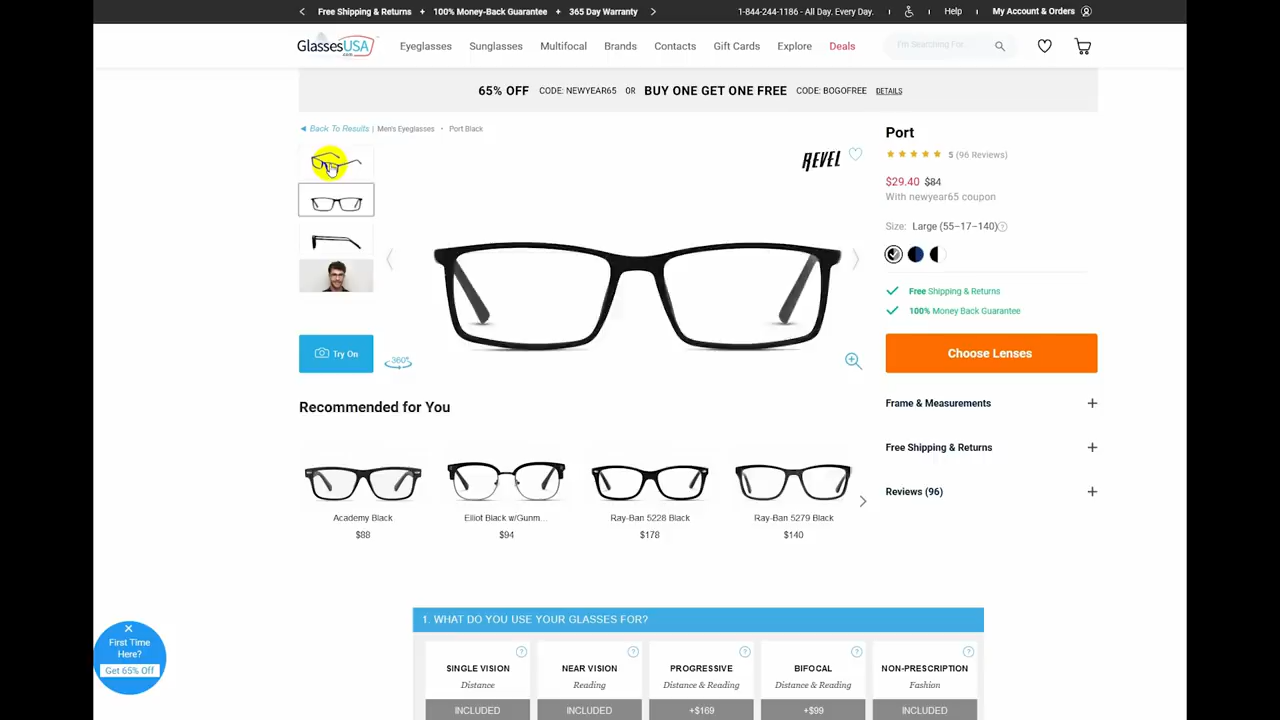 Free Shipping & Returns + 100% Money-Back Guarantee + 365 Day Warranty
1-844-244-1186 - All Day. Every Day.
Help
My Account & Orders
GlassesUSA
.com
Eyeglasses
Sunglasses
Multifocal
Brands
Contacts
Gift Cards
Explore
Deals
I'm Searching For...
65% OFF CODE: NEWYEAR65 OR BUY ONE GET ONE FREE CODE: BOGOFREE DETAILS
◄ Back To Results | Men's Eyeglasses • Port Black
REVEL
Port
5 (96 Reviews)
$29.40 $84
With newyear65 coupon
Size: Large (55-17-140)?
Free Shipping & Returns
100% Money Back Guarantee
Try On
360°
Choose Lenses
Frame & Measurements +
Free Shipping & Returns +
Reviews (96) +
Recommended for You
Academy Black
$88
Elliot Black w/Gunm...
$94
Ray-Ban 5228 Black
$178
Ray-Ban 5279 Black
$140
First Time
Here?
Get 65% Off
1. WHAT DO YOU USE YOUR GLASSES FOR?
SINGLE VISION
Distance
INCLUDED
NEAR VISION
Reading
INCLUDED
PROGRESSIVE
Distance & Reading
+$169
BIFOCAL
Distance & Reading
+$99
NON-PRESCRIPTION
Fashion
INCLUDED